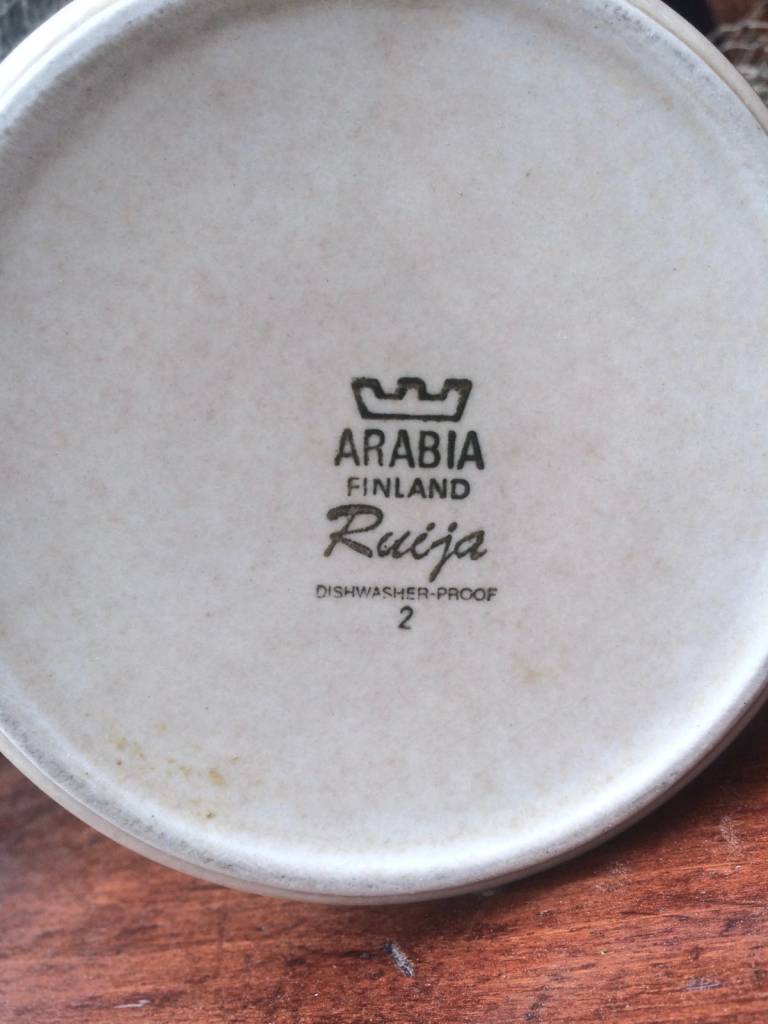 ARABIA
FINLAND
Ruija
DISHWASHER-PROOF
2